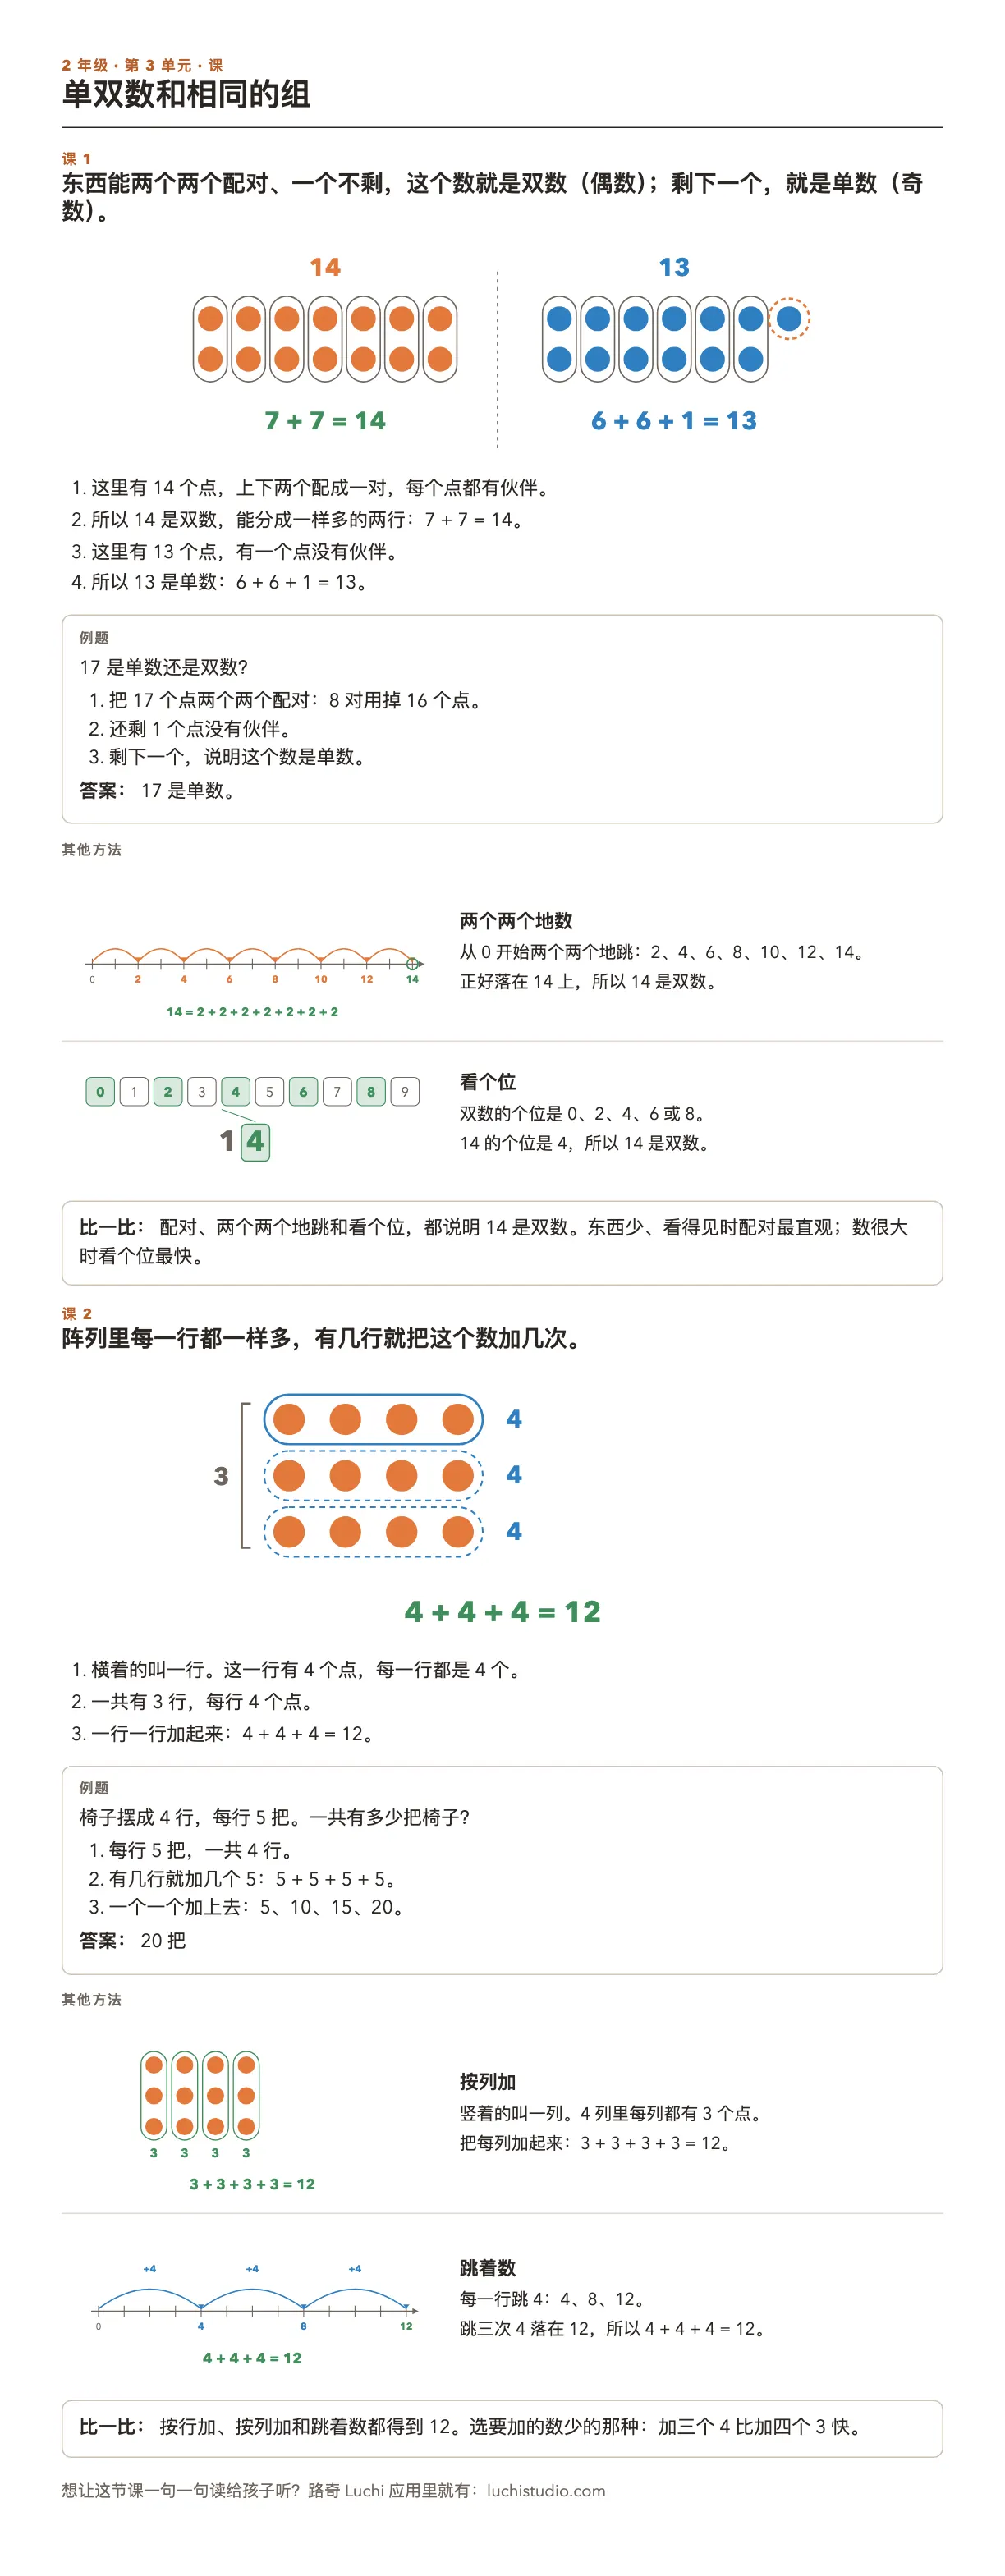 2 年级 · 第 3 单元 · 课
单双数和相同的组
课 1
东西能两个两个配对、一个不剩，这个数就是双数（偶数）；剩下一个，就是单数（奇
数）。
14
13
7 + 7 = 14
6 + 6 + 1 = 13
1. 这里有 14 个点，上下两个配成一对，每个点都有伙伴。
2. 所以 14 是双数，能分成一样多的两行：7 + 7 = 14。
3. 这里有 13 个点，有一个点没有伙伴。
4. 所以 13 是单数：6 + 6 + 1 = 13。
例题
17 是单数还是双数？
1. 把 17 个点两个两个配对：8 对用掉 16 个点。
2. 还剩 1 个点没有伙伴。
3. 剩下一个，说明这个数是单数。
答案： 17 是单数。
其他方法
0 2 4 6 8 10 12 14
14 = 2 + 2 + 2 + 2 + 2 + 2 + 2
两个两个地数
从 0 开始两个两个地跳：2、4、6、8、10、12、14。
正好落在 14 上，所以 14 是双数。
0 1 2 3 4 5 6 7 8 9
1 4
看个位
双数的个位是 0、2、4、6 或 8。
14 的个位是 4，所以 14 是双数。
比一比： 配对、两个两个地跳和看个位，都说明 14 是双数。东西少、看得见时配对最直观；数很大
时看个位最快。
课 2
阵列里每一行都一样多，有几行就把这个数加几次。
4
3 4
4
4 + 4 + 4 = 12
1. 横着的叫一行。这一行有 4 个点，每一行都是 4 个。
2. 一共有 3 行，每行 4 个点。
3. 一行一行加起来：4 + 4 + 4 = 12。
例题
椅子摆成 4 行，每行 5 把。一共有多少把椅子？
1. 每行 5 把，一共 4 行。
2. 有几行就加几个 5：5 + 5 + 5 + 5。
3. 一个一个加上去：5、10、15、20。
答案： 20 把
其他方法
3 3 3 3
3 + 3 + 3 + 3 = 12
按列加
竖着的叫一列。4 列里每列都有 3 个点。
把每列加起来：3 + 3 + 3 + 3 = 12。
+4 +4 +4
0 4 8 12
4 + 4 + 4 = 12
跳着数
每一行跳 4：4、8、12。
跳三次 4 落在 12，所以 4 + 4 + 4 = 12。
比一比： 按行加、按列加和跳着数都得到 12。选要加的数少的那种：加三个 4 比加四个 3 快。
想让这节课一句一句读给孩子听？路奇 Luchi 应用里就有：luchistudio.com